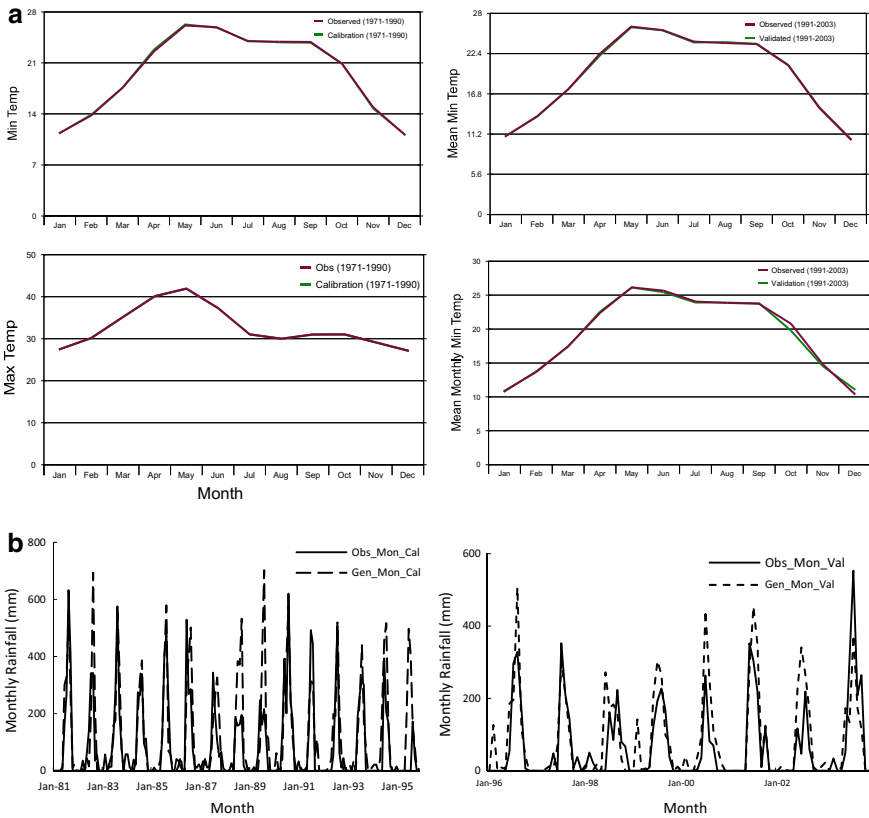 a
28
21
14
7
0
Min Temp
Observed (1971-1990)
Calibration (1971-1990)
Jan Feb Mar Apr May Jun Jul Aug Sep Oct Nov Dec
28
22.4
16.8
11.2
5.6
0
Mean Min Temp
Observed (1991-2003)
Validated (1991-2003)
Jan Feb Mar Apr May Jun Jul Aug Sep Oct Nov Dec
50
40
30
20
10
0
Max Temp
Obs (1971-1990)
Calibration (1971-1990)
Jan Feb Mar Apr May Jun Jul Aug Sep Oct Nov Dec
Month
30
25
20
15
10
5
0
Mean Monthly Min Temp
Observed (1991-2003)
Validation (1991-2003)
Jan Feb Mar Apr May Jun Jul Aug Sep Oct Nov Dec
b
800
600
400
200
0
Monthly Rainfall (mm)
Obs_Mon_Cal
Gen_Mon_Cal
Jan-81 Jan-83 Jan-85 Jan-87 Jan-89 Jan-91 Jan-93 Jan-95
Month
600
400
200
0
Monthly Rainfall (mm)
Obs_Mon_Val
Gen_Mon_Val
Jan-96 Jan-98 Jan-00 Jan-02
Month